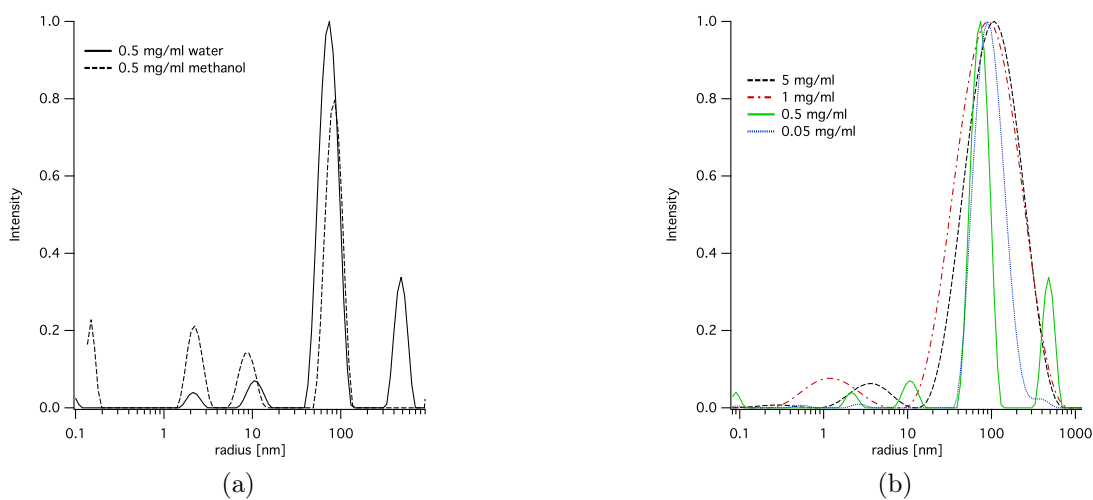 1.0
0.8
0.6
0.4
0.2
0.0
Intensity
0.5 mg/ml water
0.5 mg/ml methanol
0.1
1
10
100
radius [nm]
(a)
1.0
0.8
0.6
0.4
0.2
0.0
Intensity
5 mg/ml
1 mg/ml
0.5 mg/ml
0.05 mg/ml
0.1
1
10
100
1000
radius [nm]
(b)